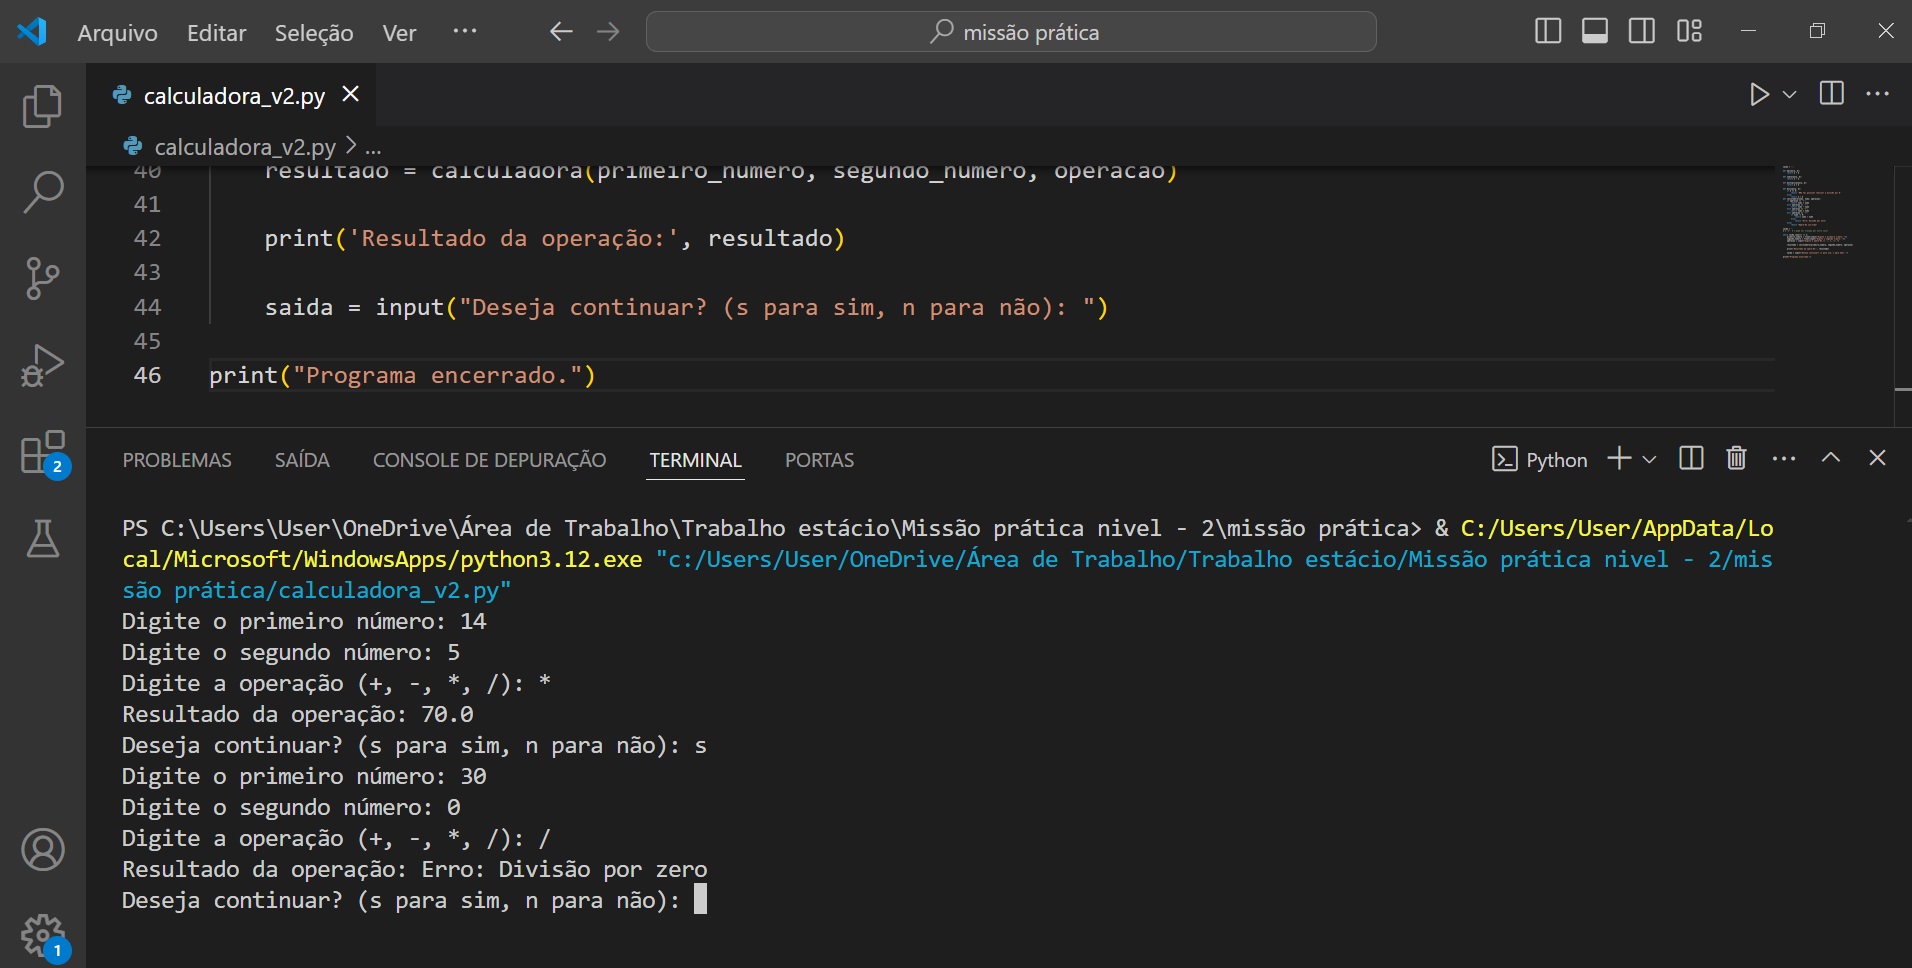 Arquivo Editar Seleção Ver ··· missão prática
calculadora_v2.py
calculadora_v2.py > ...
40 resultado = calculadora(primeiro_numero, segundo_numero, operacao)
41
42 print('Resultado da operação:', resultado)
43
44 saida = input("Deseja continuar? (s para sim, n para não): ")
45
46 print("Programa encerrado.")
2
PROBLEMAS SAÍDA CONSOLE DE DEPURAÇÃO TERMINAL PORTAS Python
PS C:\Users\User\OneDrive\Área de Trabalho\Trabalho estácio\Missão prática nivel - 2\missão prática> & C:/Users/User/AppData/Lo
cal/Microsoft/WindowsApps/python3.12.exe "c:/Users/User/OneDrive/Área de Trabalho/Trabalho estácio/Missão prática nivel - 2/mis
são prática/calculadora_v2.py"
Digite o primeiro número: 14
Digite o segundo número: 5
Digite a operação (+, -, *, /): *
Resultado da operação: 70.0
Deseja continuar? (s para sim, n para não): s
Digite o primeiro número: 30
Digite o segundo número: 0
Digite a operação (+, -, *, /): /
Resultado da operação: Erro: Divisão por zero
Deseja continuar? (s para sim, n para não):
1